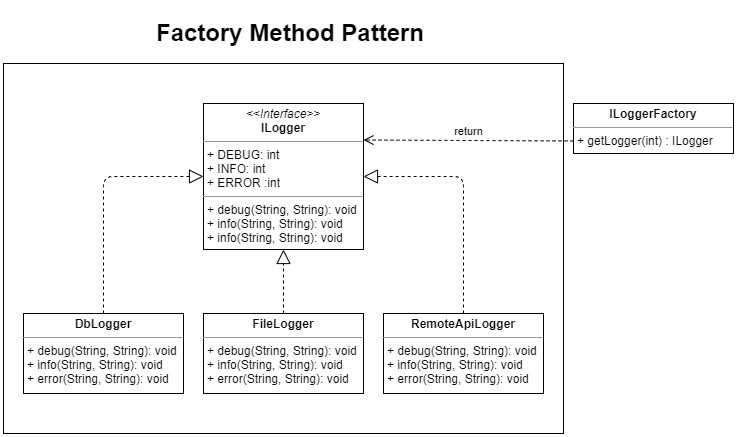 Factory Method Pattern
<<Interface>>
ILogger
+ DEBUG: int
+ INFO: int
+ ERROR :int
+ debug(String, String): void
+ info(String, String): void
+ info(String, String): void
return
ILoggerFactory
+ getLogger(int) : ILogger
DbLogger
+ debug(String, String): void
+ info(String, String): void
+ error(String, String): void
FileLogger
+ debug(String, String): void
+ info(String, String): void
+ error(String, String): void
RemoteApiLogger
+ debug(String, String): void
+ info(String, String): void
+ error(String, String): void